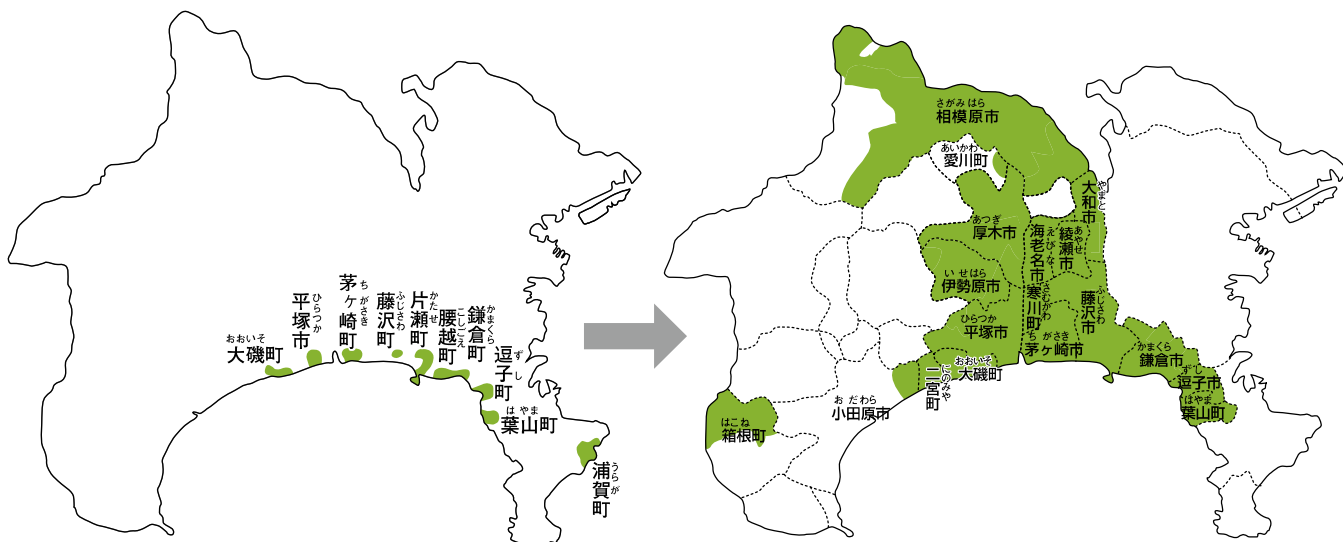 おおいそ
大磯町
ひらつか
平塚市
ちがさき
茅ヶ崎町
ふじさわ
藤沢町
かたせ
片瀬町
こしごえ
腰越町
かまくら
鎌倉町
ずし
逗子町
はやま
葉山町
うらが
浦賀町
さがみはら
相模原市
あいかわ
愛川町
やまと
大和市
あつぎ
厚木市
えびな
海老名市
あやせ
綾瀬市
いせはら
伊勢原市
さむかわ
寒川町
ふじさわ
藤沢市
ひらつか
平塚市
ちがさき
茅ヶ崎市
かまくら
鎌倉市
ずし
逗子市
はやま
葉山町
おおいそ
大磯町
にのみや
二宮町
おだわら
小田原市
はこね
箱根町